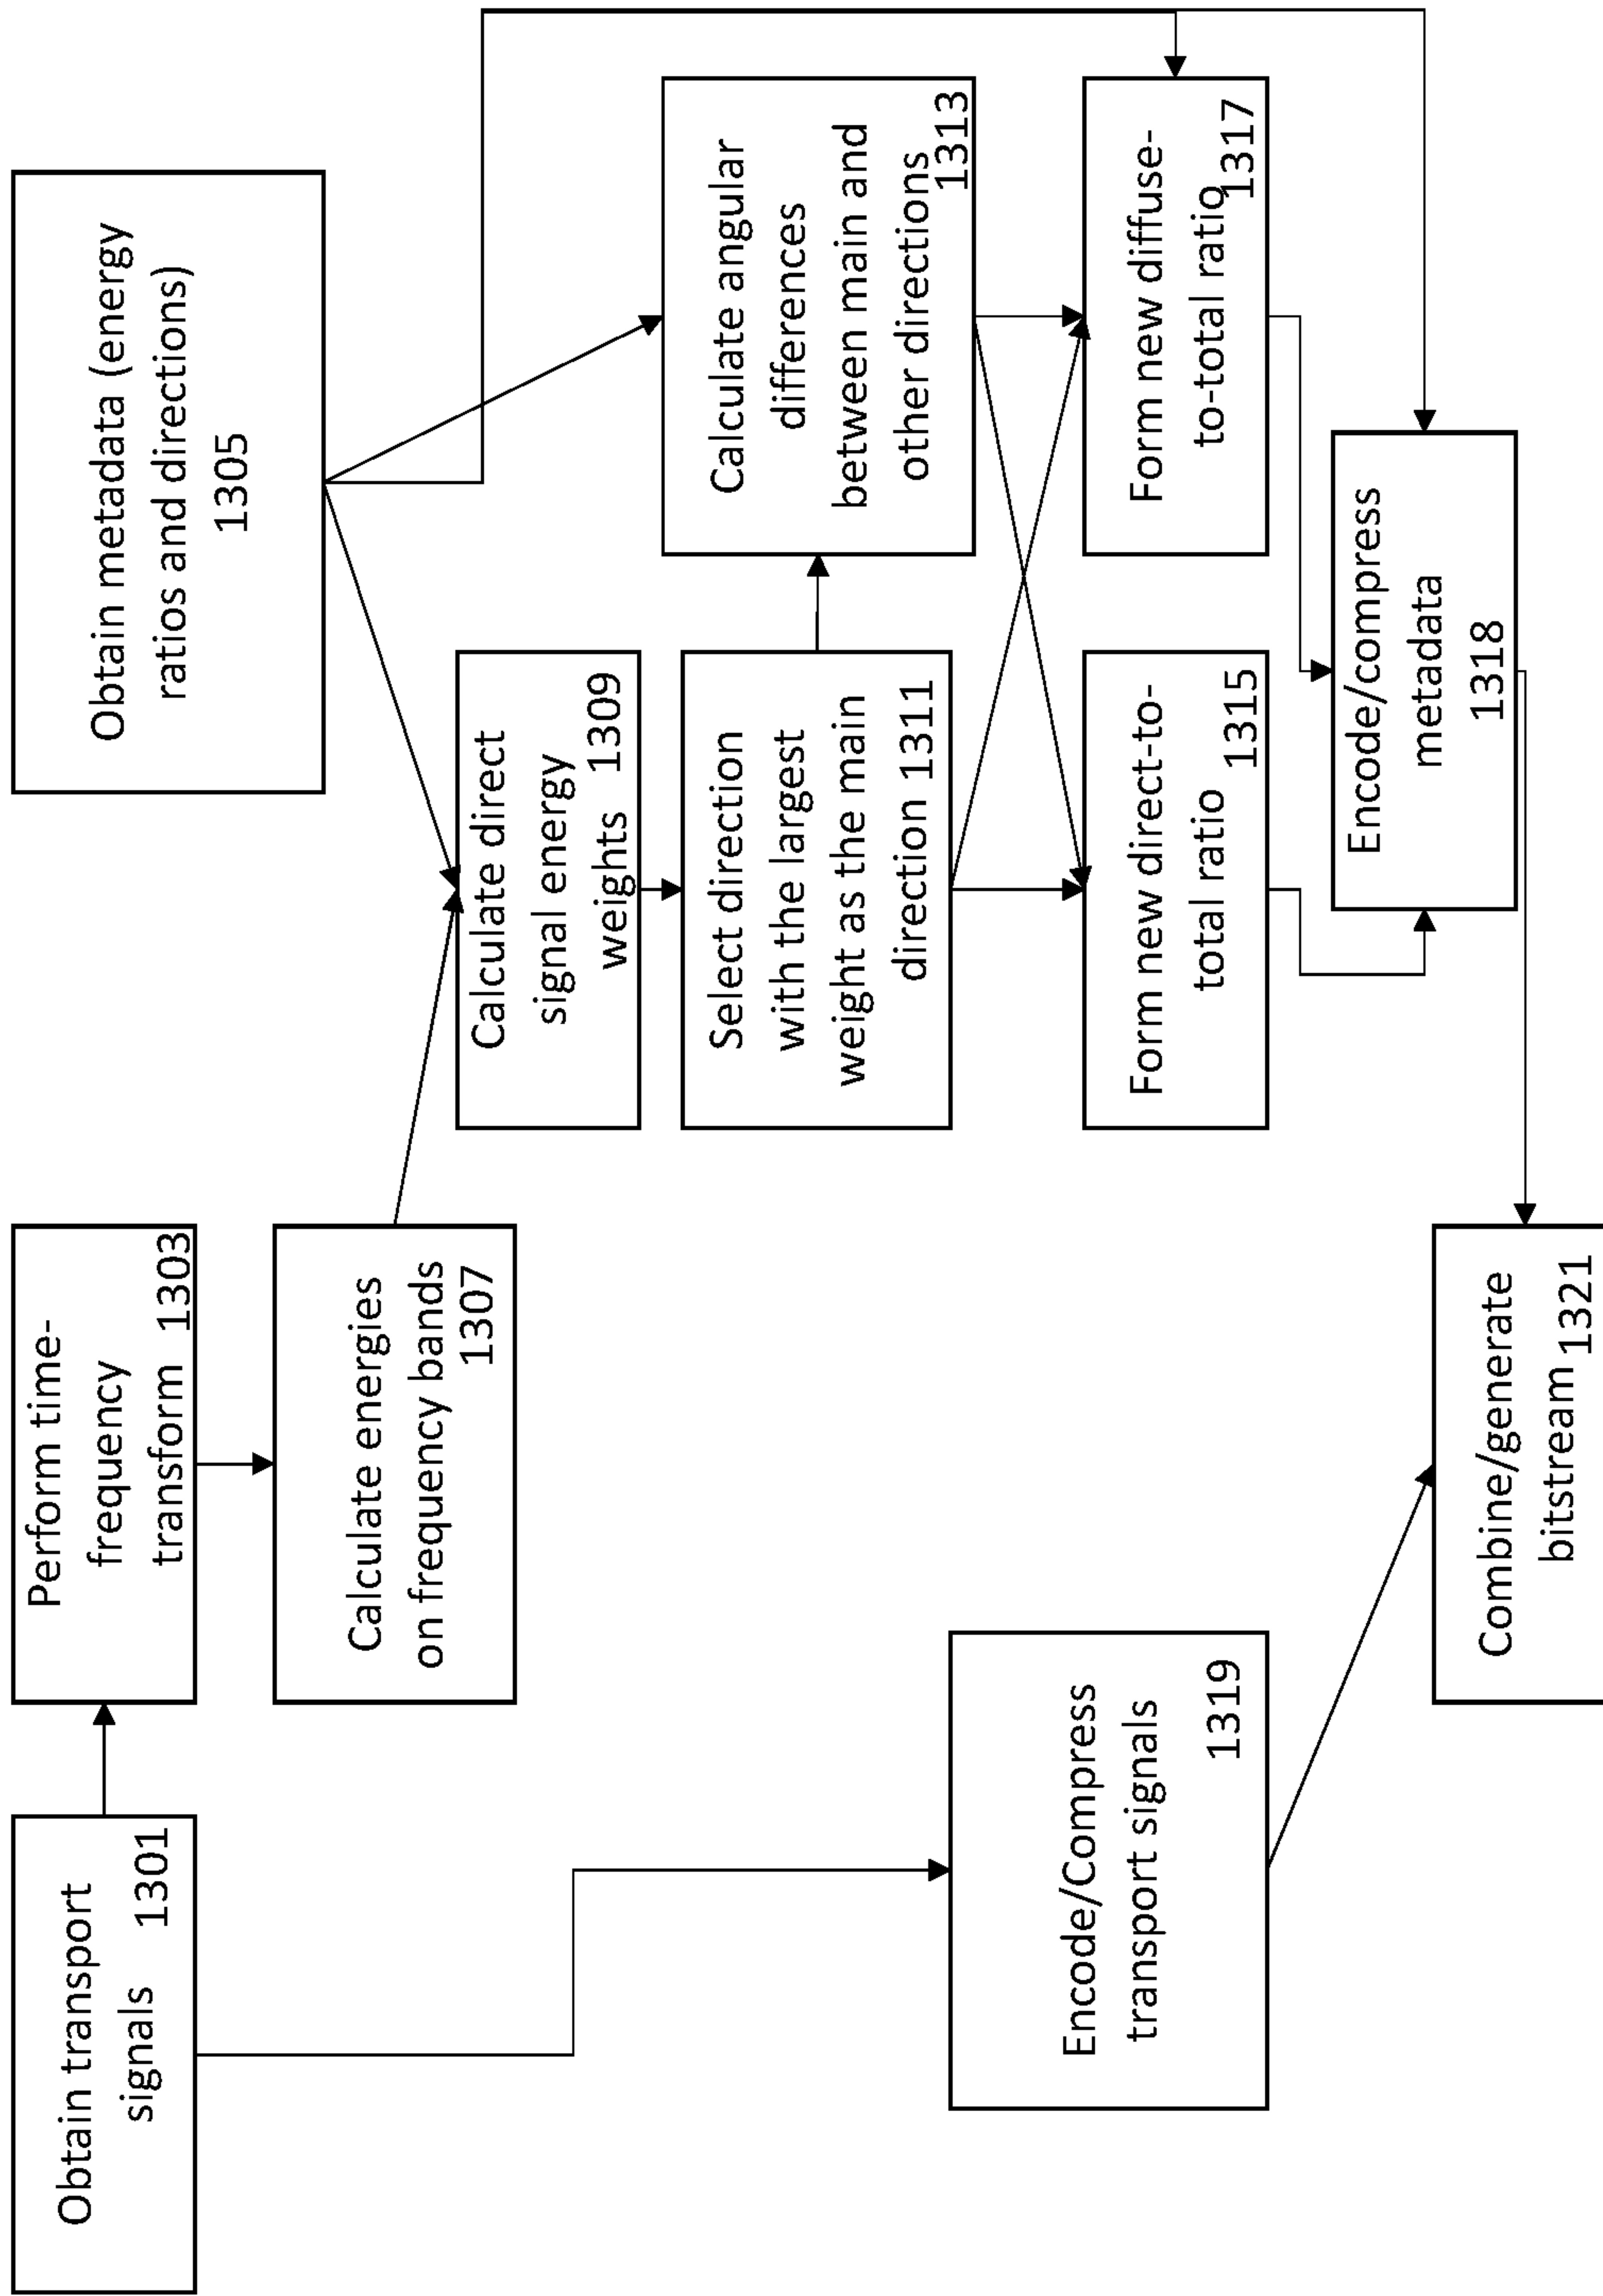 Obtain transport
signals 1301
Perform time-
frequency
transform 1303
Obtain metadata (energy
ratios and directions)
1305
Calculate energies
on frequency bands
1307
Calculate direct
signal energy
weights 1309
Select direction
with the largest
weight as the main
direction 1311
Calculate angular
differences
between main and
other directions
1313
Form new direct-to-
total ratio 1315
Form new diffuse-
to-total ratio
1317
Encode/compress
metadata
1318
Encode/Compress
transport signals
1319
Combine/generate
bitstream 1321